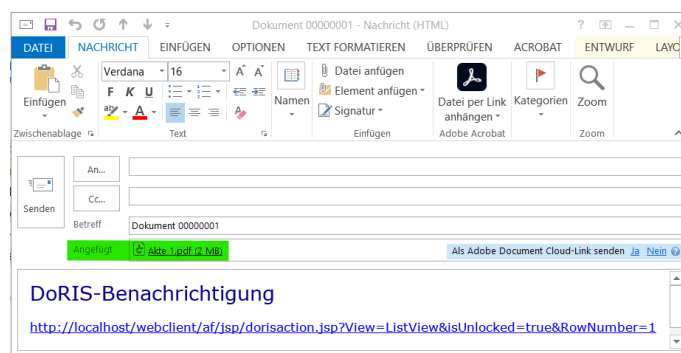 Dokument 00000001 - Nachricht (HTML)
DATEI NACHRICHT EINFÜGEN OPTIONEN TEXT FORMATIEREN ÜBERPRÜFEN ACROBAT ENTWURF LAYO
Einfügen
Zwischenablage
Verdana 16
F K U
Text
Namen
Datei anfügen
Element anfügen
Signatur
Einfügen
Datei per Link
anhängen
Adobe Acrobat
Kategorien
Zoom
Zoom
Senden
An...
Cc...
Betreff Dokument 00000001
Angefügt Akte 1.pdf (2 MB) Als Adobe Document Cloud-Link senden Ja Nein
DoRIS-Benachrichtigung
http://localhost/webclient/af/jsp/dorisaction.jsp?View=ListView&isUnlocked=true&RowNumber=1